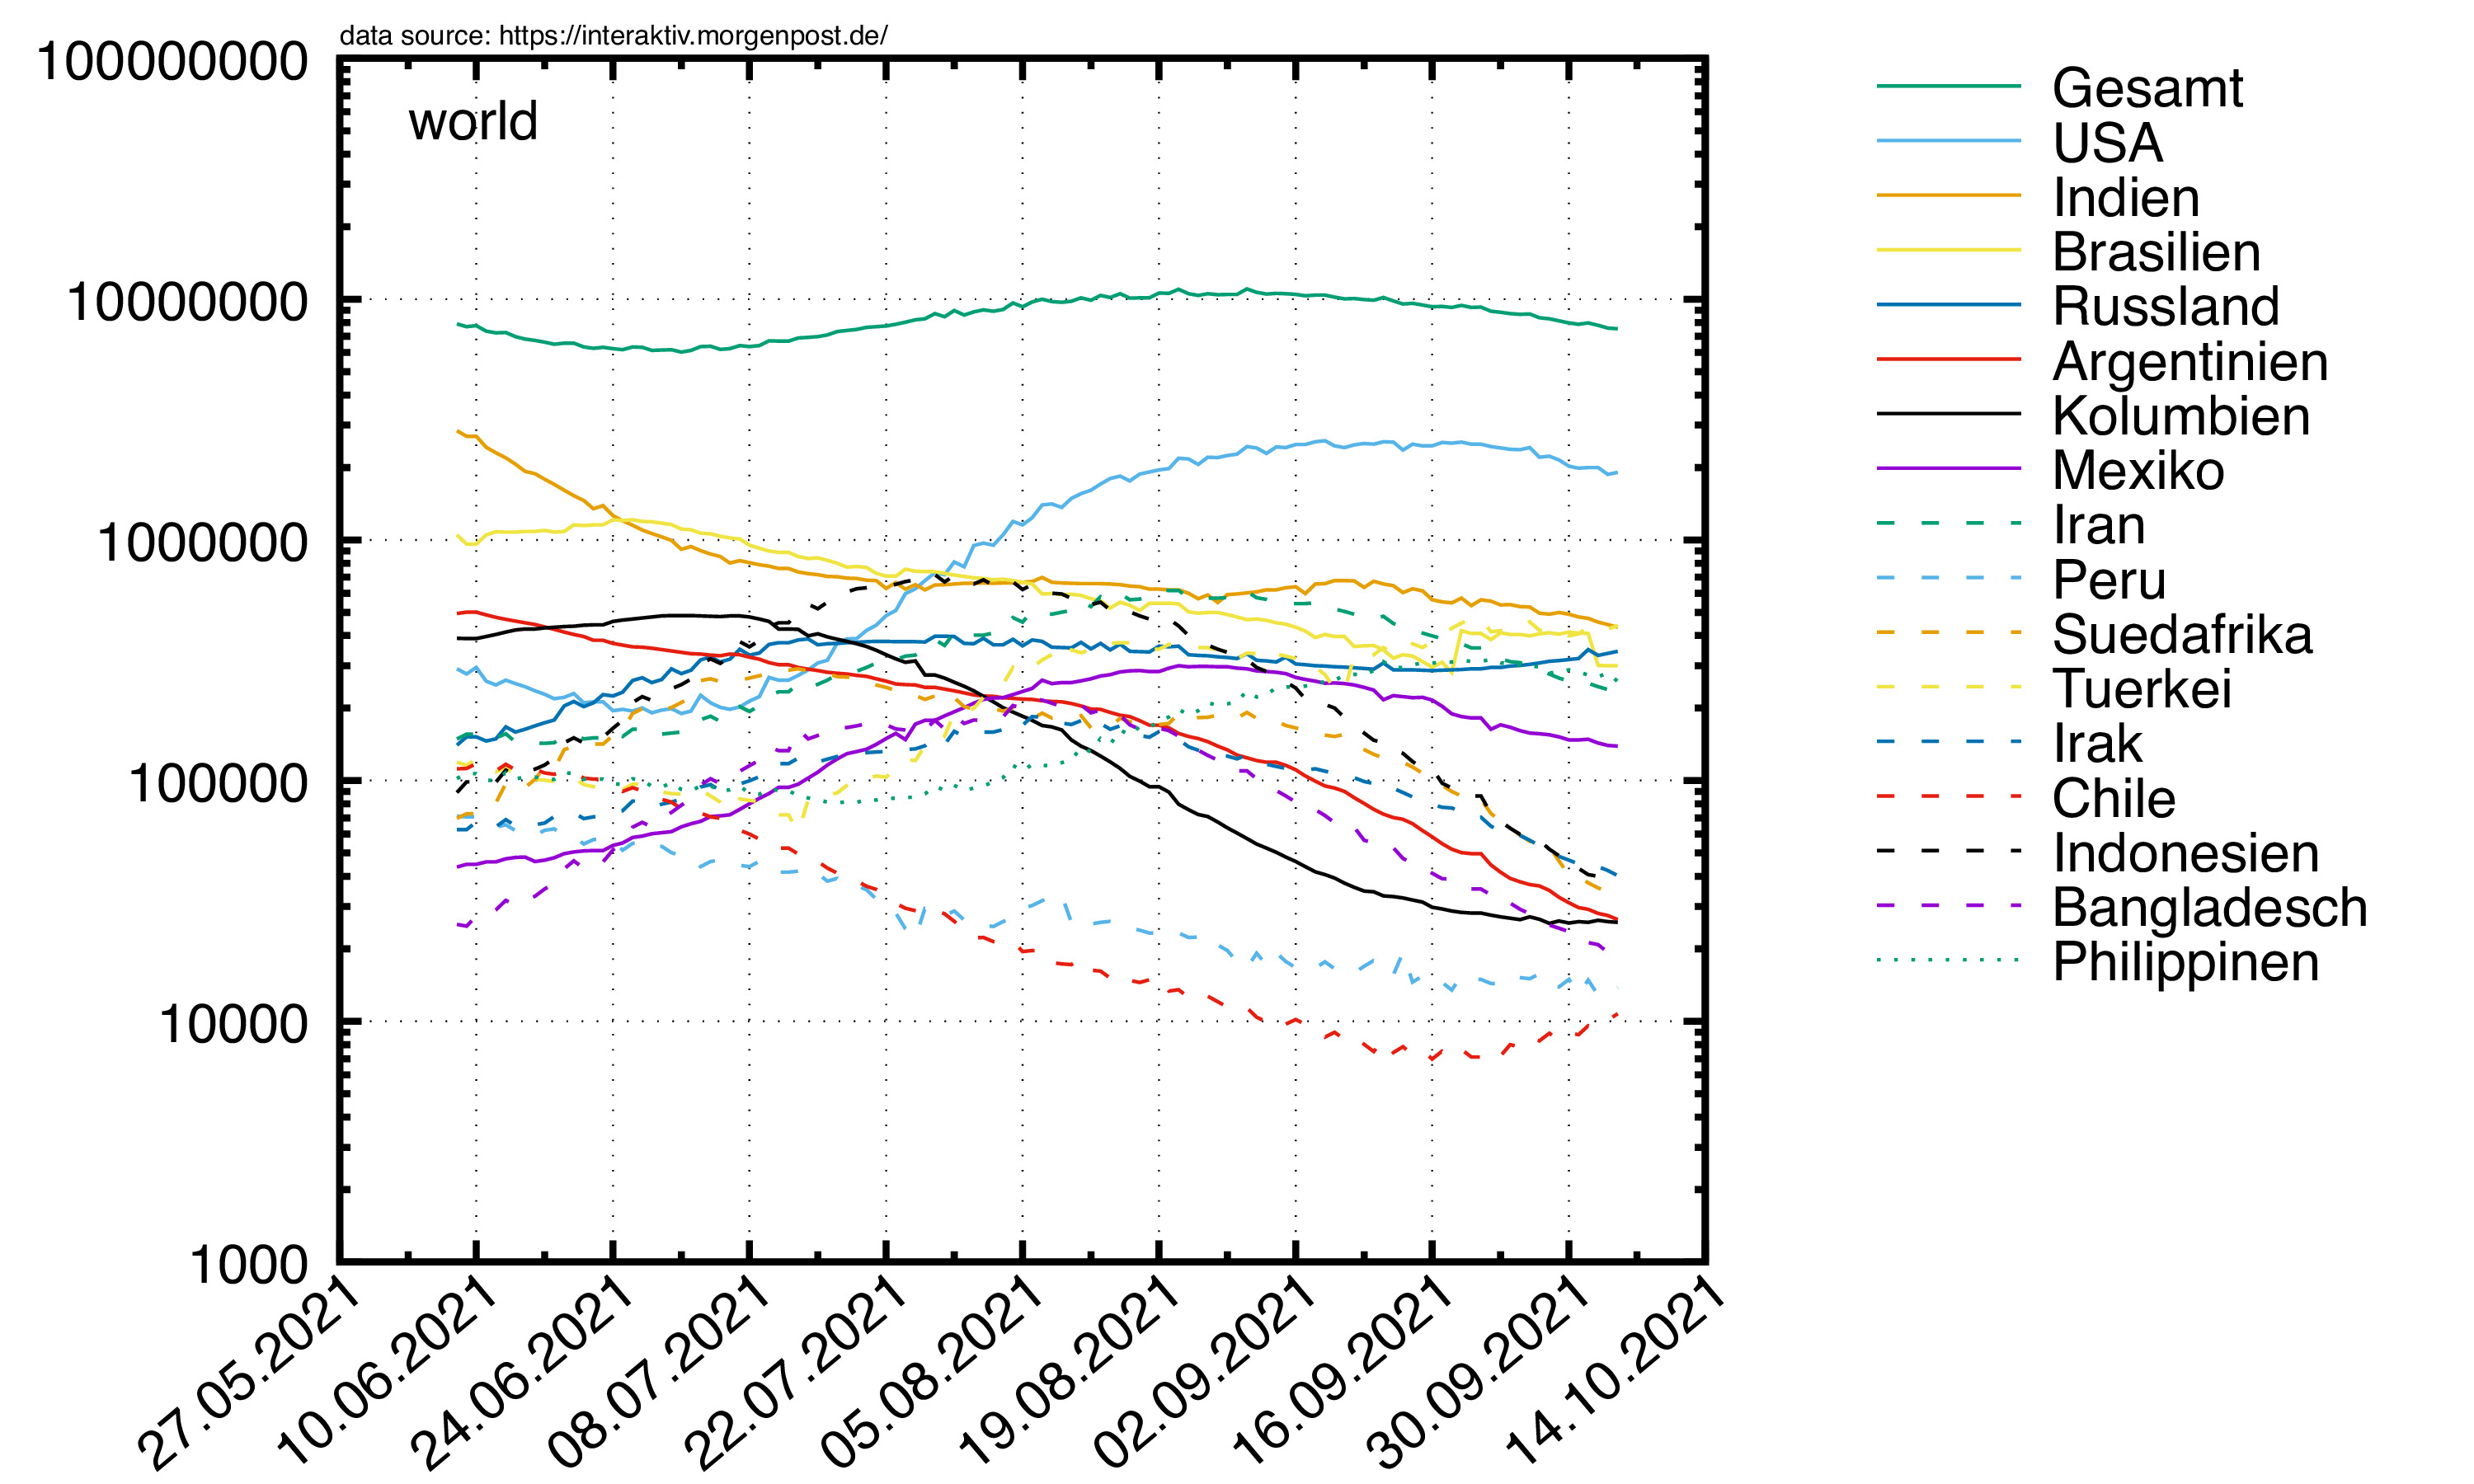 data source: https://interaktiv.morgenpost.de/
world
100000000
10000000
1000000
100000
10000
1000
27.05.2021
10.06.2021
24.06.2021
08.07.2021
22.07.2021
05.08.2021
19.08.2021
02.09.2021
16.09.2021
30.09.2021
14.10.2021
Gesamt
USA
Indien
Brasilien
Russland
Argentinien
Kolumbien
Mexiko
Iran
Peru
Suedafrika
Tuerkei
Irak
Chile
Indonesien
Bangladesch
Philippinen